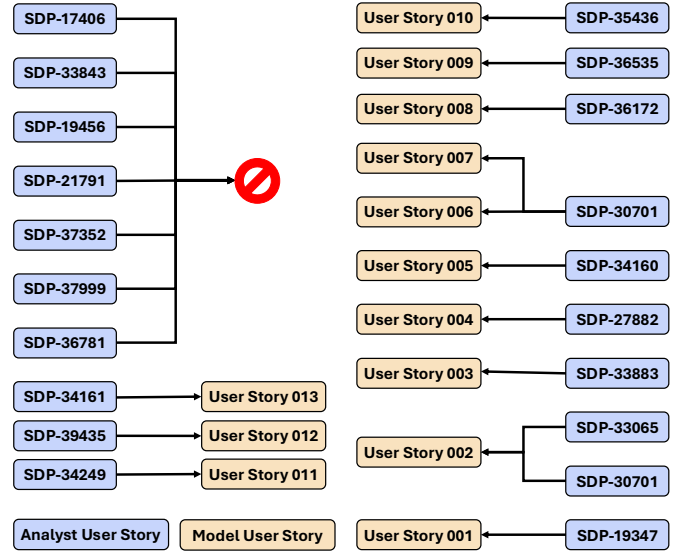 SDP-17406
SDP-33843
SDP-19456
SDP-21791
SDP-37352
SDP-37999
SDP-36781
SDP-34161
User Story 013
SDP-39435
User Story 012
SDP-34249
User Story 011
Analyst User Story
Model User Story
User Story 010
SDP-35436
User Story 009
SDP-36535
User Story 008
SDP-36172
User Story 007
User Story 006
SDP-30701
User Story 005
SDP-34160
User Story 004
SDP-27882
User Story 003
SDP-33883
SDP-33065
User Story 002
SDP-30701
User Story 001
SDP-19347